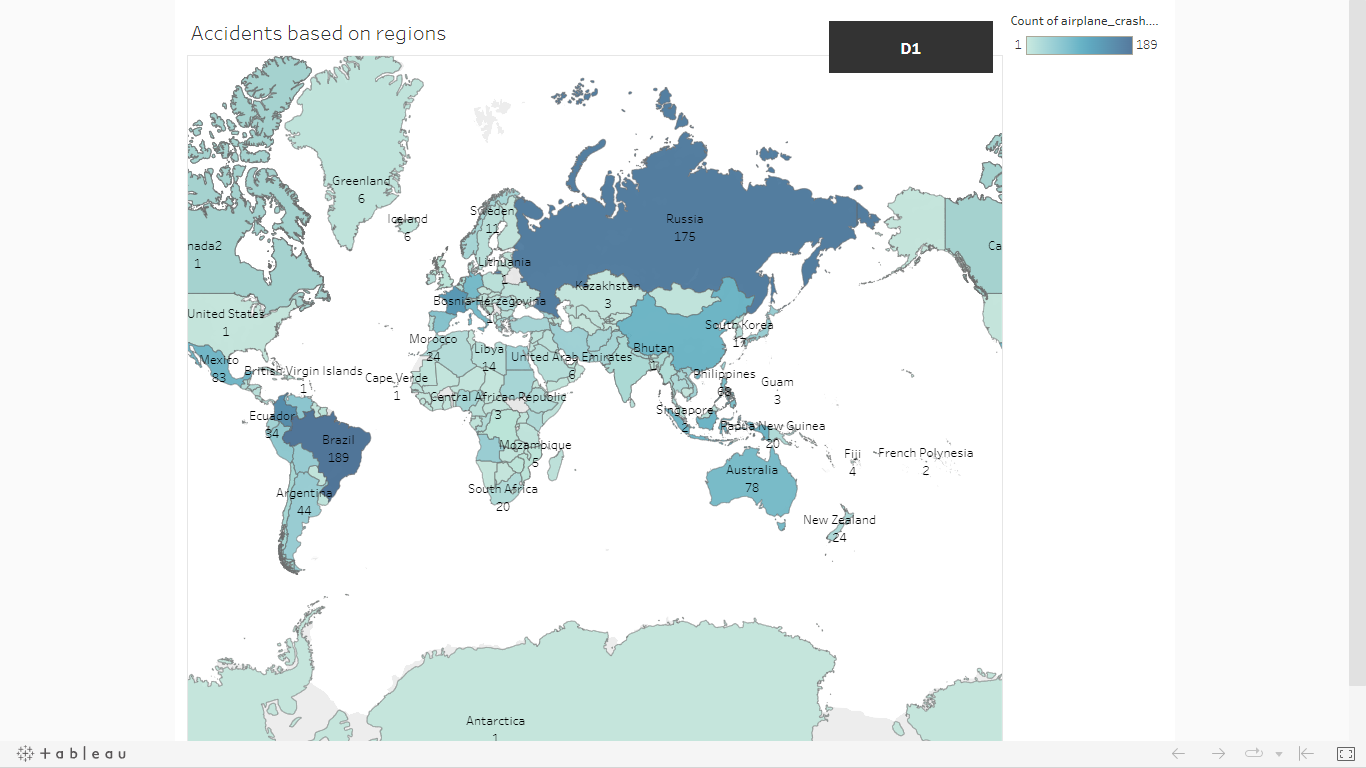 Accidents based on regions
D1
Count of airplane_crash....
1 189
Greenland
6
Iceland
6
Sweden
11
Russia
175
nada2
1
Ca
Lithuania
1
Kazakhstan
3
Bosnia-Herzegovina
1
United States
1
South Korea
17
Morocco
24
Libya
14
United Arab Emirates
6
Bhutan
1
Mexico
83
British Virgin Islands
1
Cape Verde
1
Philippines
68
Guam
3
Central African Republic
3
Singapore
2
Ecuador
34
Papua New Guinea
20
Brazil
189
Mozambique
5
Fiji
4
French Polynesia
2
Australia
78
Argentina
44
South Africa
20
New Zealand
24
Antarctica
1
+ableau